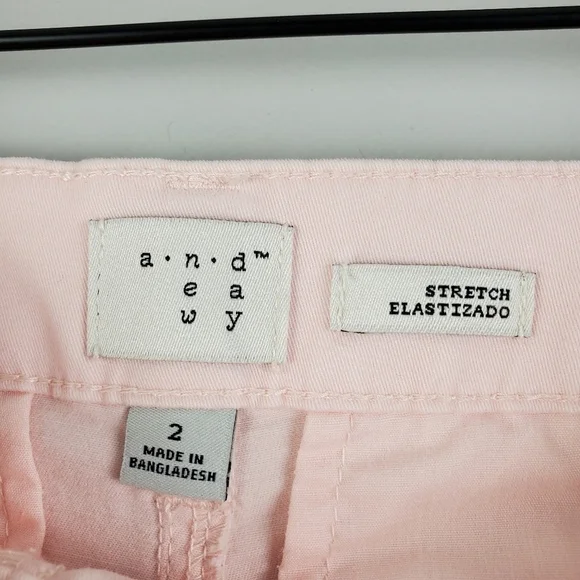 a·n·d™
e a
w y
STRETCH
ELASTIZADO
2
MADE IN
BANGLADESH